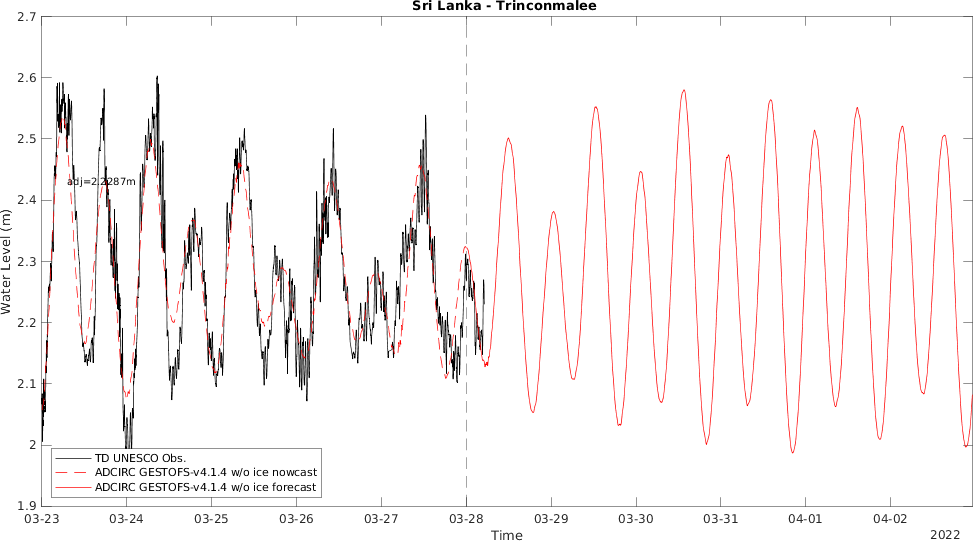 Sri Lanka - Trinconmalee
2.7
2.6
2.5
2.4
2.3
2.2
2.1
2
1.9
Water Level (m)
adj=2.2287m
TD UNESCO Obs.
ADCIRC GESTOFS-v4.1.4 w/o ice nowcast
ADCIRC GESTOFS-v4.1.4 w/o ice forecast
03-23 03-24 03-25 03-26 03-27 03-28 03-29 03-30 03-31 04-01 04-02
Time
2022